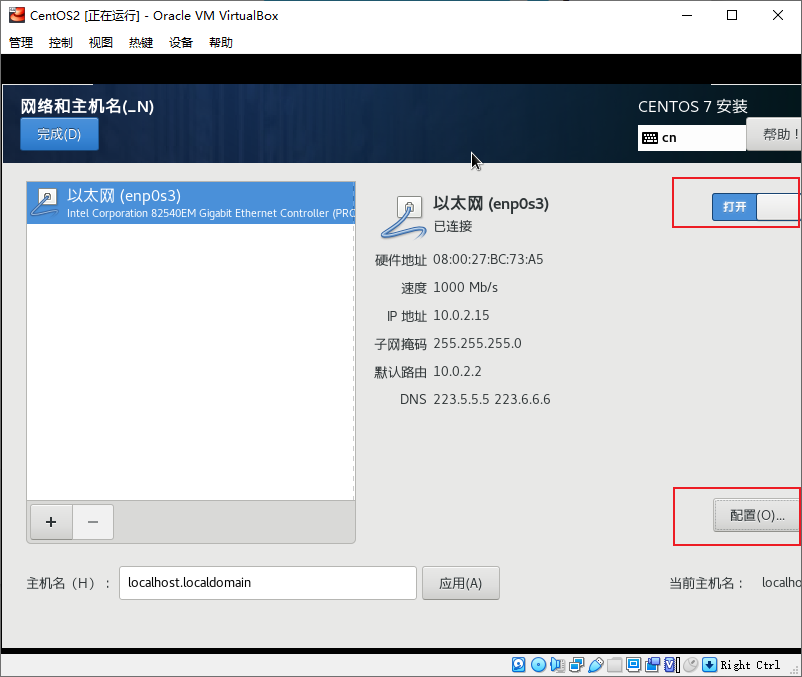 CentOS2 [正在运行] - Oracle VM VirtualBox
管理 控制 视图 热键 设备 帮助
网络和主机名(_N)
CENTOS 7 安装
完成(D)
cn
帮助！
以太网 (enp0s3)
Intel Corporation 82540EM Gigabit Ethernet Controller (PRO
以太网 (enp0s3)
已连接
打开
硬件地址 08:00:27:BC:73:A5
速度 1000 Mb/s
IP 地址 10.0.2.15
子网掩码 255.255.255.0
默认路由 10.0.2.2
DNS 223.5.5.5 223.6.6.6
+ −
配置(O)...
主机名（H）： localhost.localdomain 应用(A) 当前主机名： localho
Right Ctrl